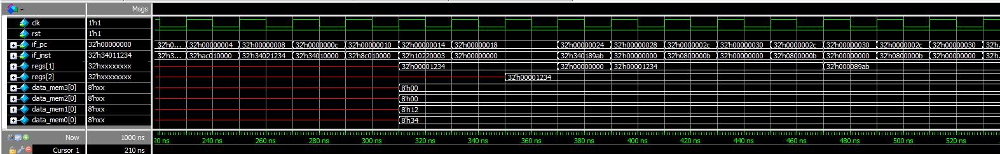 Msgs
clk 1'h1
rst 1'h1
if_pc 32'h00000000 32'h0... 32'h00000004 32'h00000008 32'h0000000c 32'h00000010 32'h00000014 32'h00000018 32'h00000024 32'h00000028 32'h0000002c 32'h00000030 32'h0000002c 32'h00000030 32'h0000002c 32'h00000030 32'h...
if_inst 32'h34011234 32'h3... 32'hac010000 32'h34021234 32'h34010000 32'h8c010000 32'h10220003 32'h00000000 32'h340189ab 32'h00000000 32'h0800000b 32'h00000000 32'h0800000b 32'h00000000 32'h0800000b 32'h00000000 32'h...
regs[1] 32'hxxxxxxxx 32'h00001234 32'h00000000 32'h00001234 32'h000089ab
regs[2] 32'hxxxxxxxx 32'h00001234
data_mem3[0] 8'hxx 8'h00
data_mem2[0] 8'hxx 8'h00
data_mem1[0] 8'hxx 8'h12
data_mem0[0] 8'hxx 8'h34
Now 1000 ns 20 ns 240 ns 260 ns 280 ns 300 ns 320 ns 340 ns 360 ns 380 ns 400 ns 420 ns 440 ns 460 ns 480 ns 500 ns 520 ns
Cursor 1 210 ns